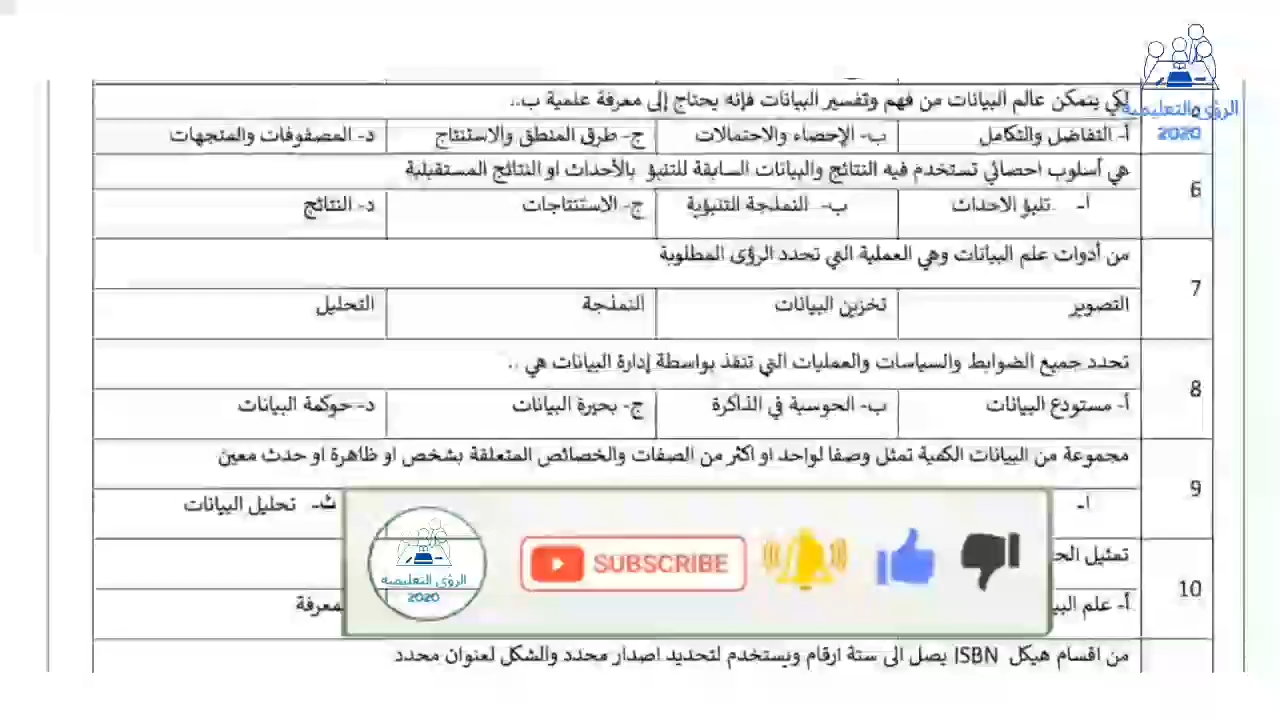 الرؤى التعليمية
2020
لكي يتمكن عالم البيانات من فهم وتفسير البيانات فإنه يحتاج إلى معرفة علمية ب..
أ- التفاضل والتكامل ب- الإحصاء والاحتمالات ج- طرق المنطق والاستنتاج د- المصفوفات والمتجهات
6 هي أسلوب احصائي تستخدم فيه النتائج والبيانات السابقة للتنبؤ بالأحداث او النتائج المستقبلية
أ- تنبؤ الاحداث ب- النمذجة التنبؤية ج- الاستنتاجات د- النتائج
7 من أدوات علم البيانات وهي العملية التي تحدد الرؤى المطلوبة
التصوير تخزين البيانات النمذجة التحليل
8 تحدد جميع الضوابط والسياسات والعمليات التي تنفذ بواسطة إدارة البيانات هي ..
أ- مستودع البيانات ب- الحوسبة في الذاكرة ج- بحيرة البيانات د- حوكمة البيانات
9 مجموعة من البيانات الكمية تمثل وصفا لواحد او اكثر من الصفات والخصائص المتعلقة بشخص او ظاهرة او حدث معين
أ- ث- تحليل البيانات
10 تمثيل
أ- علم
من اقسام هيكل ISBN يصل الى ستة ارقام ويستخدم لتحديد اصدار محدد والشكل لعنوان محدد
الرؤى التعليمية
2020
SUBSCRIBE